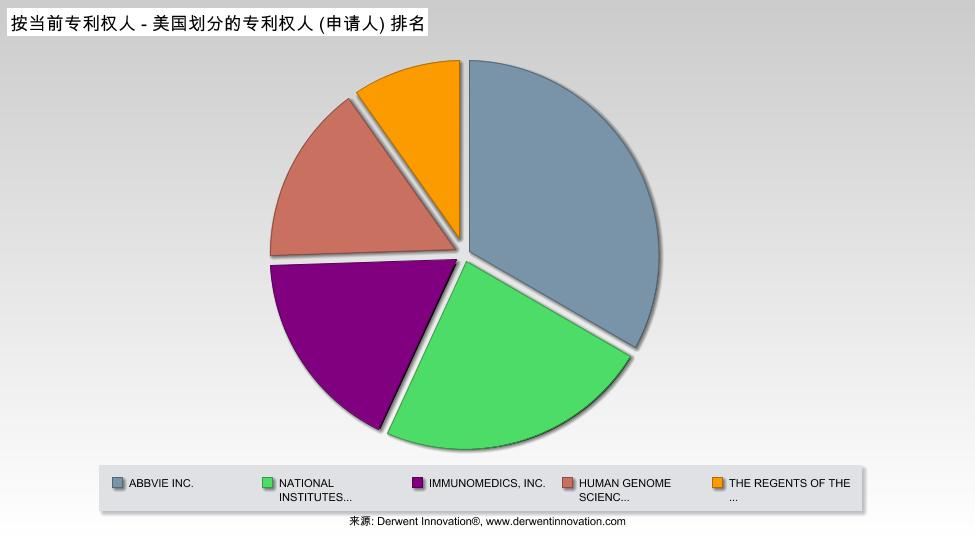 按当前专利权人 - 美国划分的专利权人 (申请人) 排名
ABBVIE INC.
NATIONAL
INSTITUTES...
IMMUNOMEDICS, INC.
HUMAN GENOME
SCIENC...
THE REGENTS OF THE
...
来源: Derwent Innovation®, www.derwentinnovation.com